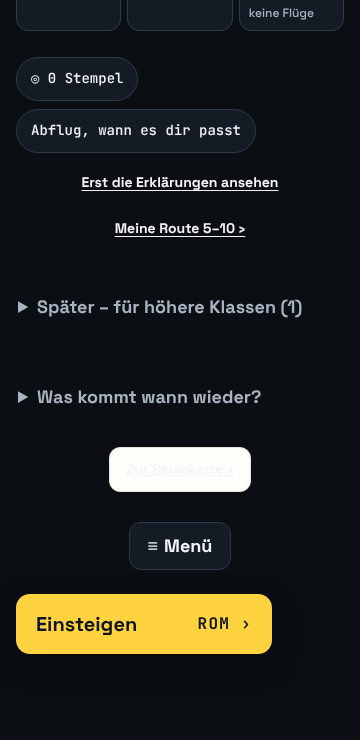 keine Flüge
◎ 0 Stempel
Abflug, wann es dir passt
Erst die Erklärungen ansehen
Meine Route 5–10 >
▶ Später – für höhere Klassen (1)
▶ Was kommt wann wieder?
Zur Reisekarte >
≡ Menü
Einsteigen ROM ›